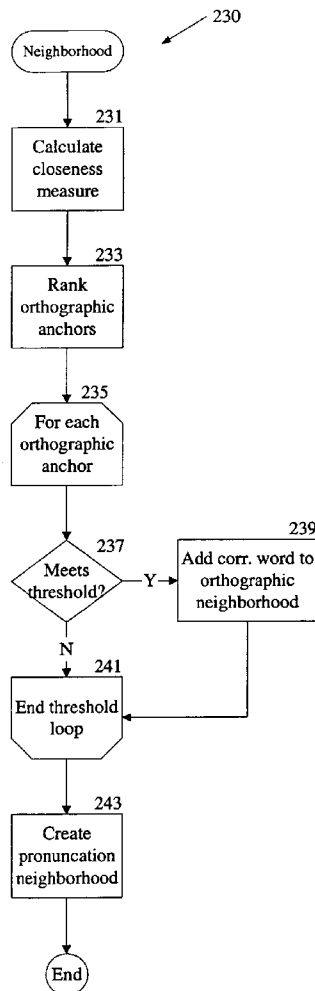 230
Neighborhood
231
Calculate
closeness
measure
233
Rank
orthographic
anchors
235
For each
orthographic
anchor
237
Meets
threshold?
Y
239
Add corr. word to
orthographic
neighborhood
N
241
End threshold
loop
243
Create
pronuncation
neighborhood
End